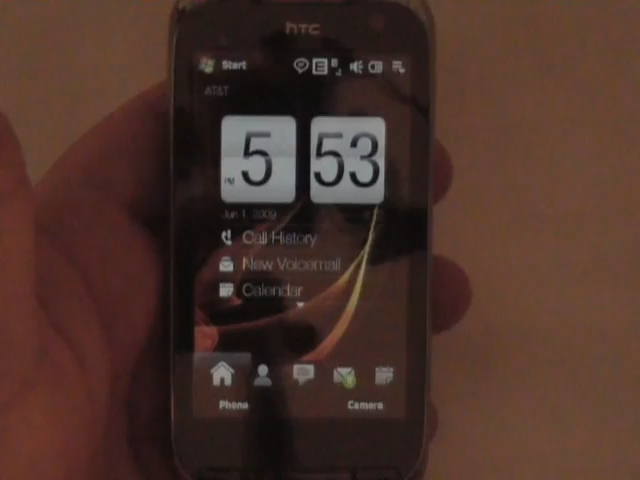 hTC
Start
AT&T
PM 5 53
Jun 1, 2009
Call History
New Voicemail
Calendar
Phone Camera